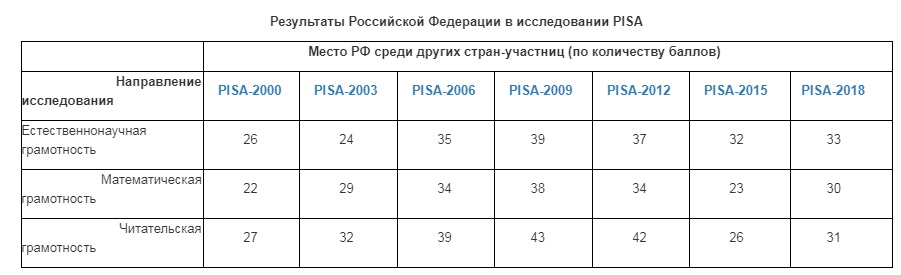 Результаты Российской Федерации в исследовании PISA
Место РФ среди других стран-участниц (по количеству баллов)
Направление исследования PISA-2000 PISA-2003 PISA-2006 PISA-2009 PISA-2012 PISA-2015 PISA-2018
Естественнонаучная грамотность 26 24 35 39 37 32 33
Математическая грамотность 22 29 34 38 34 23 30
Читательская грамотность 27 32 39 43 42 26 31